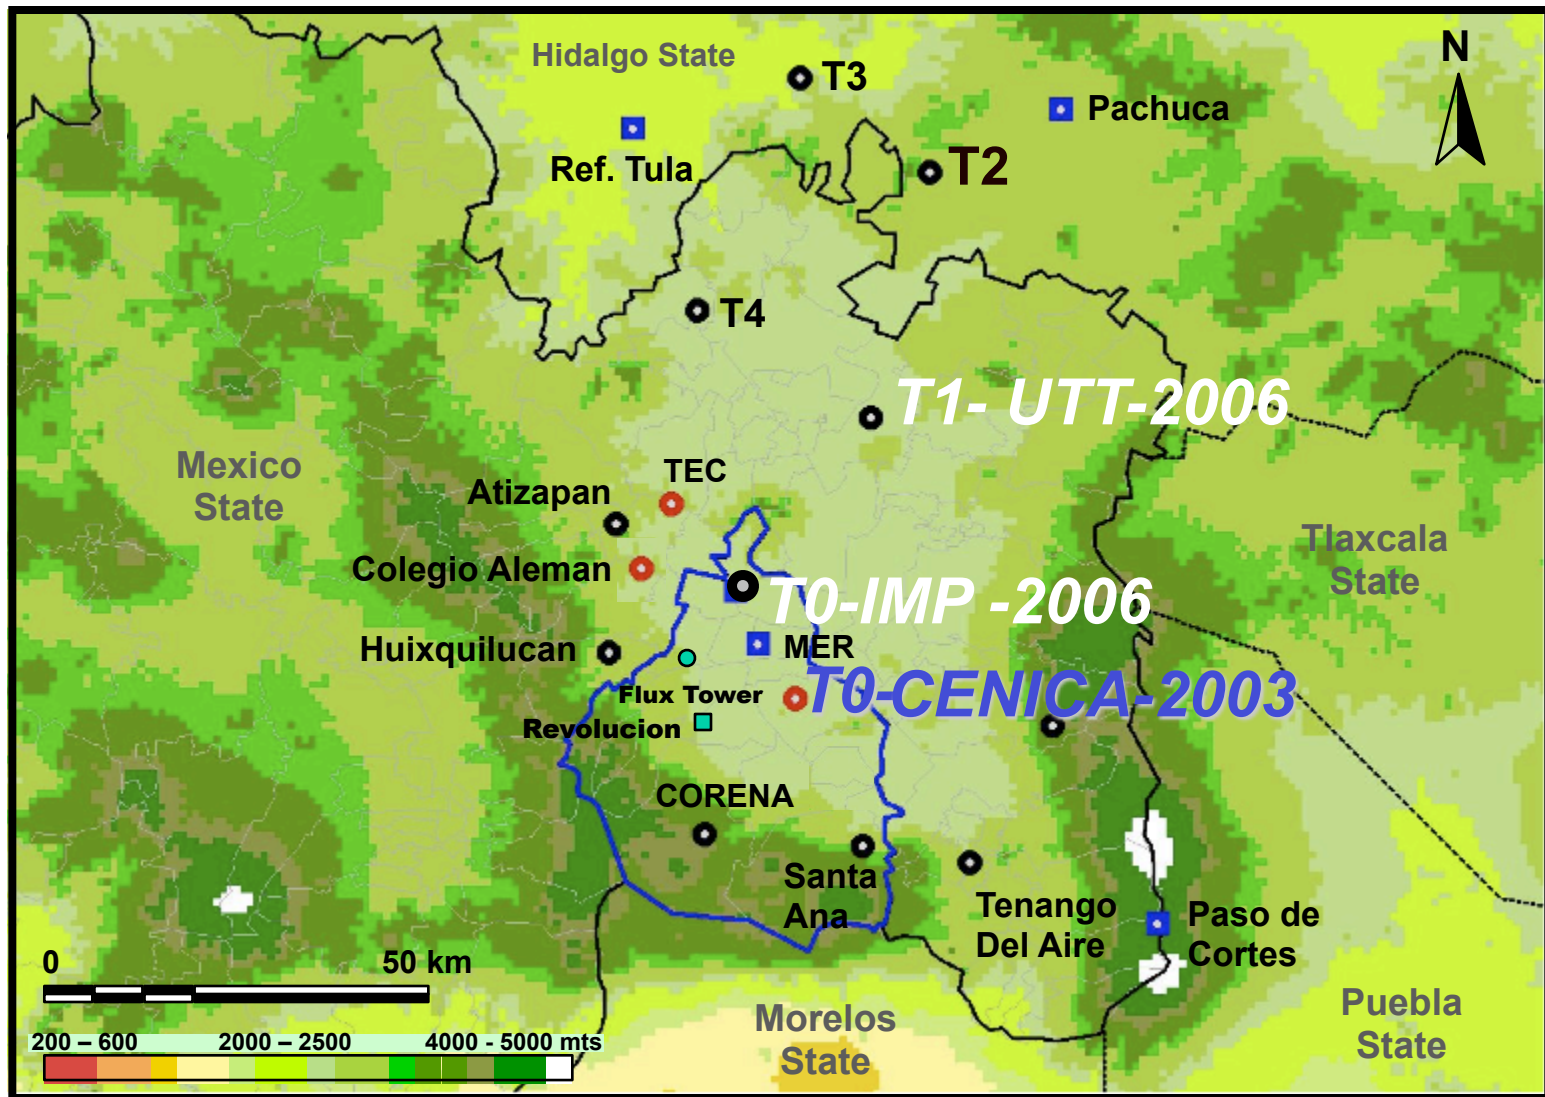 Hidalgo State
N
T3
Pachuca
Ref. Tula
T2
T4
T1- UTT-2006
Mexico
State
TEC
Atizapan
Tlaxcala
State
Colegio Aleman
T0-IMP -2006
Huixquilucan
MER
Flux Tower
T0-CENICA-2003
Revolucion
CORENA
Santa
Ana
Tenango
Del Aire
Paso de
Cortes
0
50 km
Morelos
State
Puebla
State
200 – 600
2000 – 2500
4000 - 5000 mts